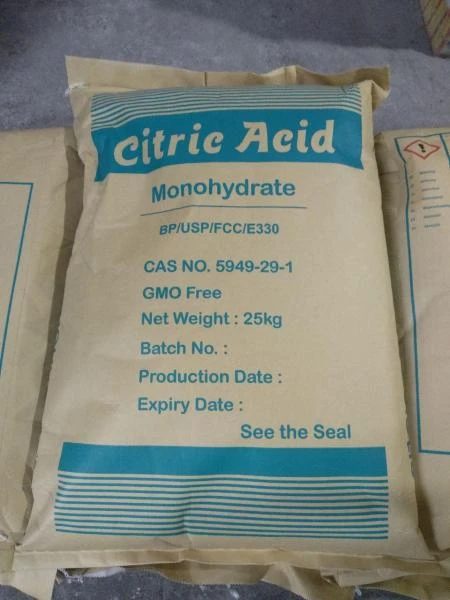 Citric Acid
Monohydrate
BP/USP/FCC/E330
CAS NO. 5949-29-1
GMO Free
Net Weight : 25kg
Batch No. :
Production Date :
Expiry Date :
See the Seal